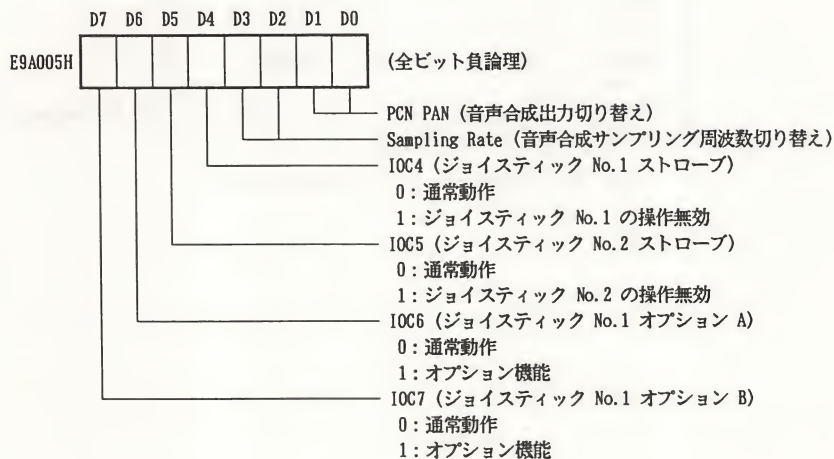 D7 D6 D5 D4 D3 D2 D1 D0
E9A005H (全ビット負論理)
PCN PAN (音声合成出力切り替え)
Sampling Rate (音声合成サンプリング周波数切り替え)
IOC4 (ジョイスティック No.1 ストローブ)
0:通常動作
1:ジョイスティック No.1 の操作無効
IOC5 (ジョイスティック No.2 ストローブ)
0:通常動作
1:ジョイスティック No.2 の操作無効
IOC6 (ジョイスティック No.1 オプション A)
0:通常動作
1:オプション機能
IOC7 (ジョイスティック No.1 オプション B)
0:通常動作
1:オプション機能